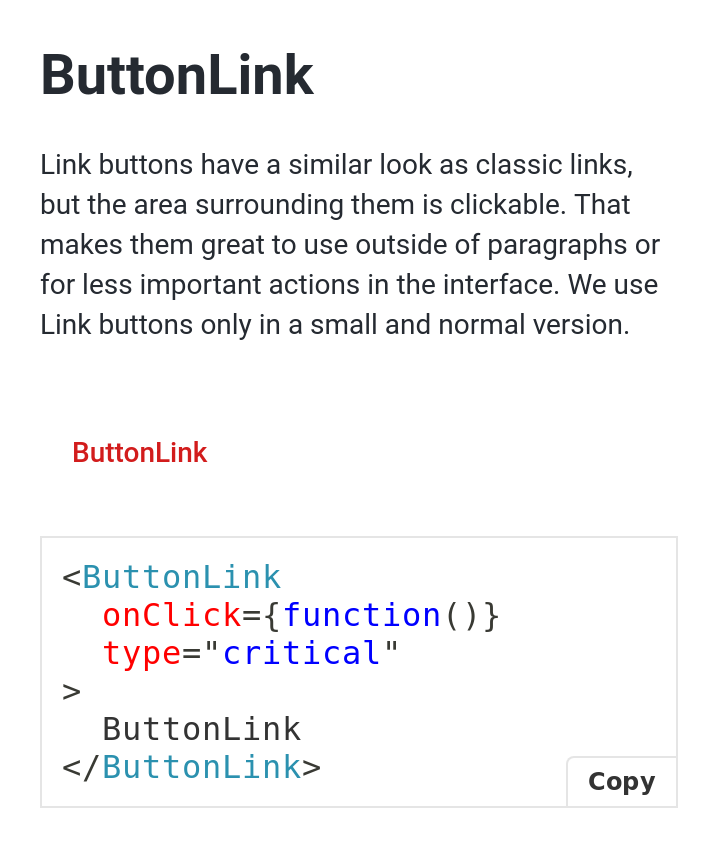 ButtonLink
Link buttons have a similar look as classic links,
but the area surrounding them is clickable. That
makes them great to use outside of paragraphs or
for less important actions in the interface. We use
Link buttons only in a small and normal version.
ButtonLink
<ButtonLink
  onClick={function()}
  type="critical"
>
  ButtonLink
</ButtonLink>
Copy